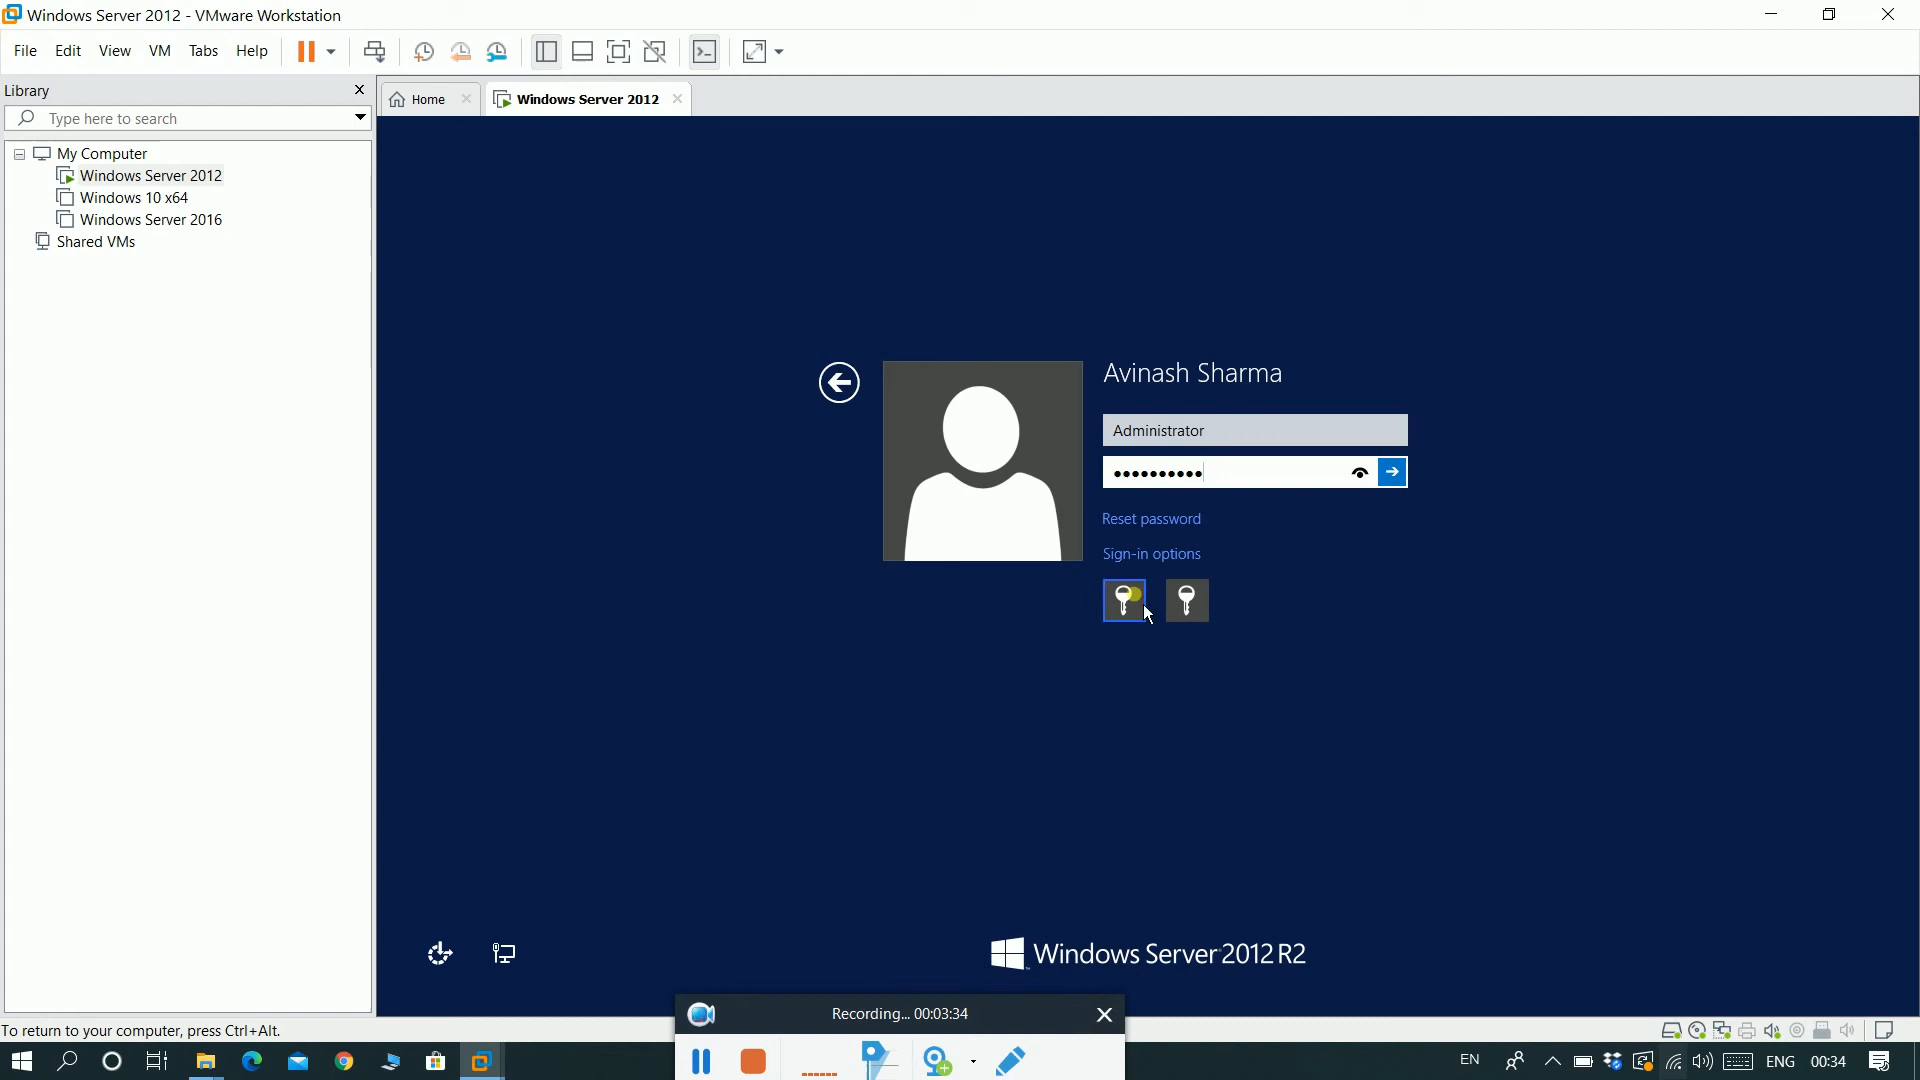 Windows Server 2012 - VMware Workstation
File Edit View VM Tabs Help
Library
Type here to search
Home
Windows Server 2012
My Computer
Windows Server 2012
Windows 10 x64
Windows Server 2016
Shared VMs
Avinash Sharma
Administrator
Reset password
Sign-in options
Windows Server 2012 R2
Recording... 00:03:34
To return to your computer, press Ctrl+Alt.
EN
ENG
00:34